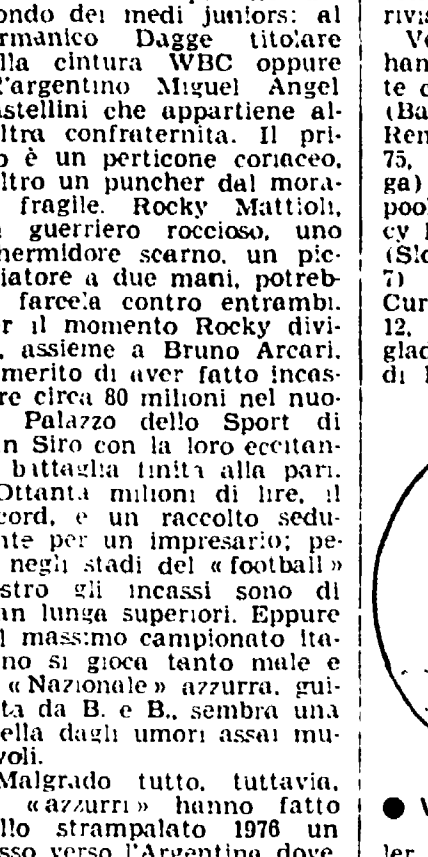 ondo dei medi juniors: al
ermanico Dagge titolare
lla cintura WBC oppure
l'argentino Miguel Angel
astellini che appartiene al-
ltra confraternita. Il pri-
o è un perticone coriaceo,
ltro un puncher dal mora-
fragile. Rocky Mattioli,
guerriero roccioso, uno
hermidore scarno, un pic-
iatore a due mani, potreb-
farcela contro entrambi.
r il momento Rocky divi-
, assieme a Bruno Arcari,
merito di aver fatto incas-
re circa 80 milioni nel nuo-
Palazzo dello Sport di
n Siro con la loro eccitan-
battaglia finita alla pari.
Ottanta milioni di lire, il
cord, è un raccolto sedu-
nte per un impresario; pe-
negli stadi del «football»
stro gli incassi sono di
an lunga superiori. Eppure
l massimo campionato ita-
no si gioca tanto male e
«Nazionale» azzurra, gui-
ta da B. e B., sembra una
ella dagli umori assai mu-
voli.
Malgrado tutto, tuttavia,
«azzurri» hanno fatto
llo strampalato 1976 un
sso verso l'Argentina dove
rivis
Ve
han
te c
(Ba
Ren
75,
ga)
pool
cy
(Slo
7)
Cur
12,
glad
di
● V
ler